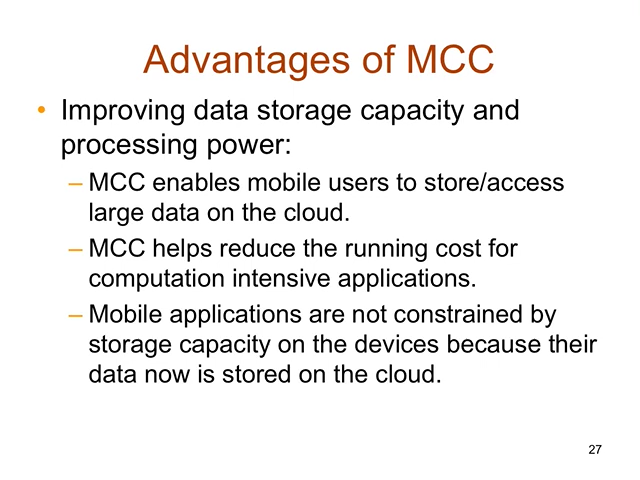 Advantages of MCC
• Improving data storage capacity and
processing power:
– MCC enables mobile users to store/access
large data on the cloud.
– MCC helps reduce the running cost for
computation intensive applications.
– Mobile applications are not constrained by
storage capacity on the devices because their
data now is stored on the cloud.
27